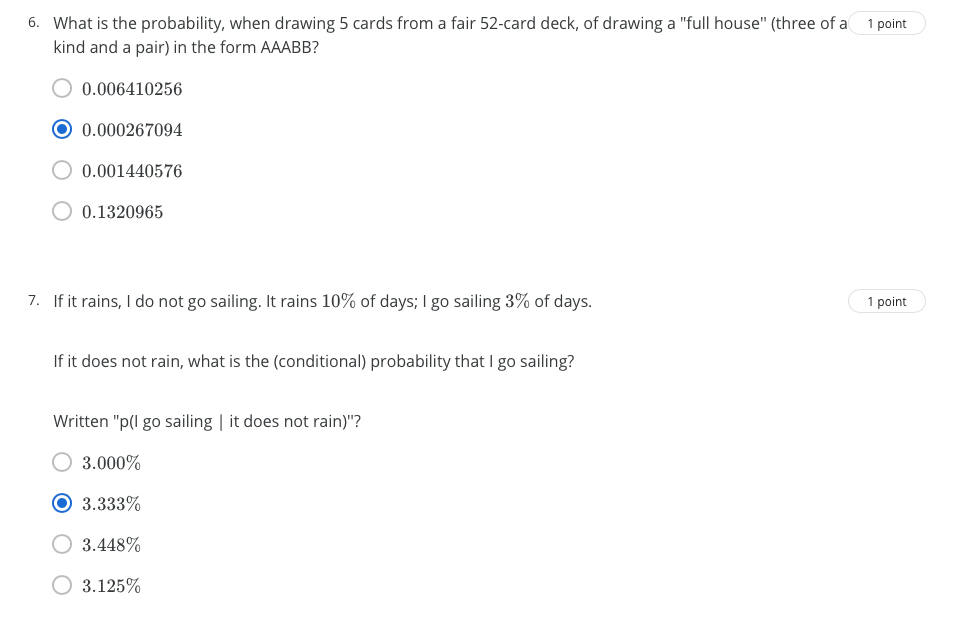 6. What is the probability, when drawing 5 cards from a fair 52-card deck, of drawing a "full house" (three of a 1 point
kind and a pair) in the form AAABB?
0.006410256
0.000267094
0.001440576
0.1320965
7. If it rains, I do not go sailing. It rains 10% of days; I go sailing 3% of days. 1 point
If it does not rain, what is the (conditional) probability that I go sailing?
Written "p(I go sailing | it does not rain)"?
3.000%
3.333%
3.448%
3.125%